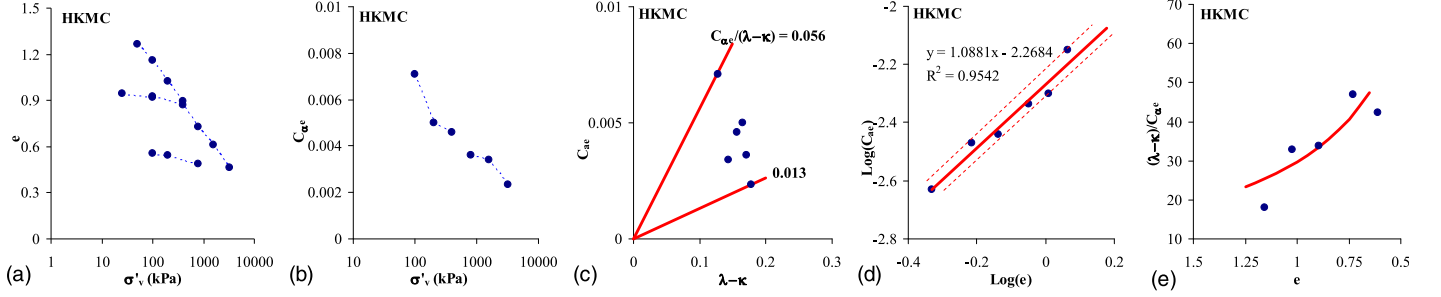 HKMC
1.5
1.2
0.9
0.6
0.3
0
e
1
10
100
1000
10000
σ'v (kPa)
(a)
HKMC
0.01
0.008
0.006
0.004
0.002
0
Cαe
10
100
1000
10000
σ'v (kPa)
(b)
HKMC
0.01
0.005
0
Cae
Cαe/(λ–κ) = 0.056
0.013
0
0.1
0.2
λ–κ
(c)
HKMC
-2
-2.2
-2.4
-2.6
-2.8
Log(Cae)
y = 1.0881x - 2.2684
R² = 0.9542
-0.4
-0.2
0
0.2
Log(e)
(d)
HKMC
80
70
60
50
40
30
20
10
(λ–κ)/Cαe
1.5
1.25
1
0.75
0.5
e
(e)